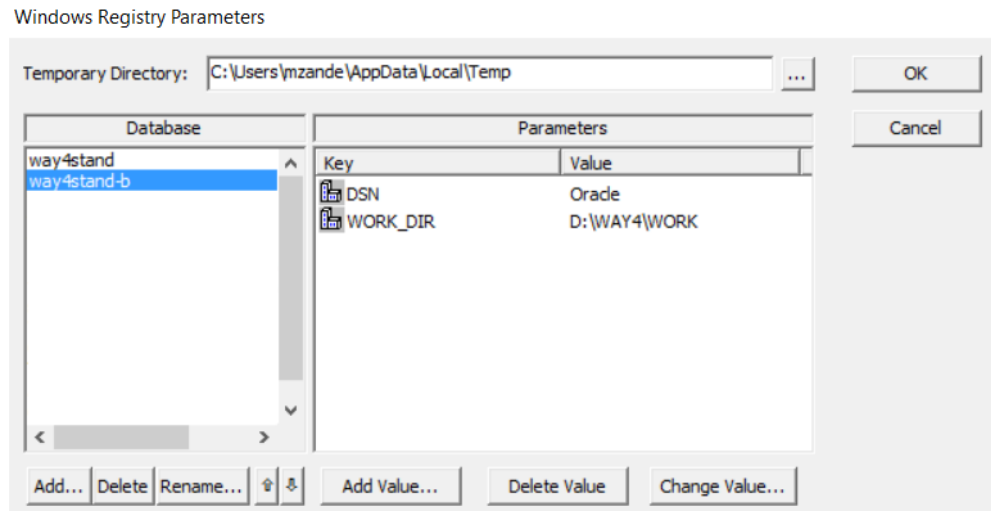 Windows Registry Parameters
Temporary Directory: C:\Users\mzande\AppData\Local\Temp ... OK
Database Parameters Cancel
way4stand Key Value
way4stand-b DSN Oracle
WORK_DIR D:\WAY4\WORK
Add... Delete Rename... Add Value... Delete Value Change Value...